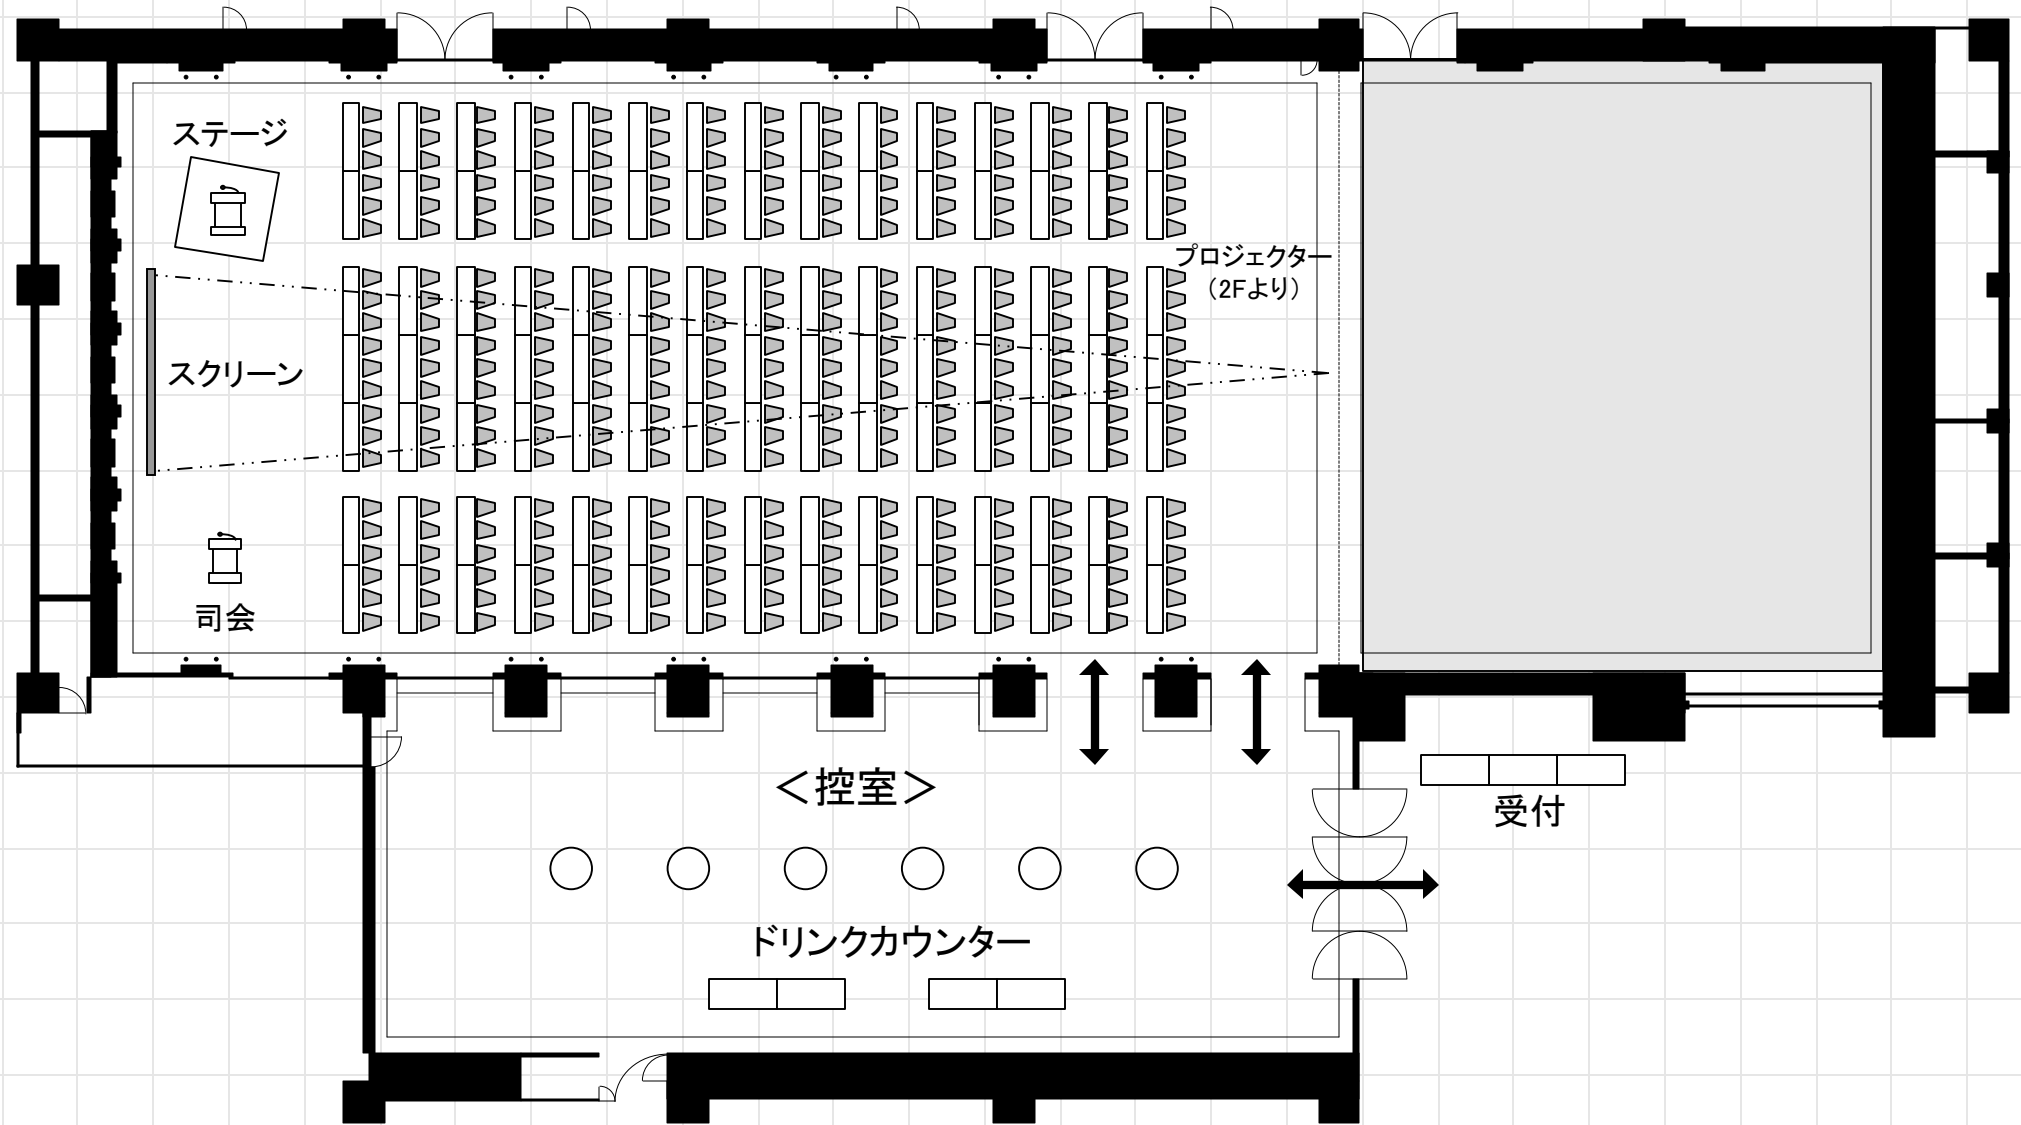 ステージ
プロジェクター
（2Fより）
スクリーン
司会
＜控室＞
受付
ドリンクカウンター